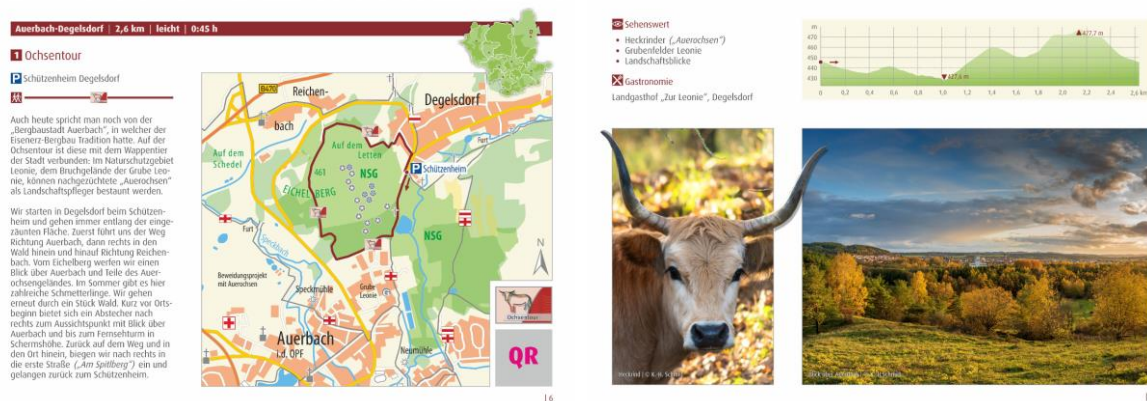 Auerbach-Degelsdorf | 2,6 km | leicht | 0:45 h
1 Ochsentour
P Schützenheim Degelsdorf
Auch heute spricht man noch von der
„Bergbaustadt Auerbach“, in welcher der
Eisenerz-Bergbau Tradition hatte. Auf der
Ochsentour ist diese mit dem Wappentier
der Stadt verbunden: Im Naturschutzgebiet
Leonie, dem Bruchgelände der Grube Leo-
nie, können nachgezüchtete „Auerochsen“
als Landschaftspfleger bestaunt werden.
Wir starten in Degelsdorf beim Schützen-
heim und gehen immer entlang der einge-
zäunten Fläche. Zuerst führt uns der Weg
Richtung Auerbach, dann rechts in den
Wald hinein und hinauf Richtung Reichen-
bach. Vom Eichelberg werfen wir einen
Blick über Auerbach und Teile des Auer-
ochsengeländes. Im Sommer gibt es hier
zahlreiche Schmetterlinge. Wir gehen
erneut durch ein Stück Wald. Kurz vor Orts-
beginn bietet sich ein Abstecher nach
rechts zum Aussichtspunkt mit Blick über
Auerbach und bis zum Fernsehturm in
Schermshöhe. Zurück auf dem Weg und in
den Ort hinein, biegen wir nach rechts in
die erste Straße („Am Spitlberg“) ein und
gelangen zurück zum Schützenheim.
B470
Reichen-
bach
Degelsdorf
Auf dem
Schedel
Auf dem
Letten
Furt
P Schützenheim
461
NSG
EICHELBERG
NSG
Furt
Speckbach
N
Beweidungsprojekt
mit Auerochsen
Speckmühle
Grube
Leonie
Ochsentour
Auerbach
i.d. OPF
Neumühle
QR
| 6
Sehenswert
• Heckrinder („Auerochsen“)
• Grubenfelder Leonie
• Landschaftsblicke
Gastronomie
Landgasthof „Zur Leonie“, Degelsdorf
m
470
460
450
440
430
477,7 m
0 0,2 0,4 0,6 0,8 1,0 1,2 1,4 1,6 1,8 2,0 2,2 2,4 2,6 km